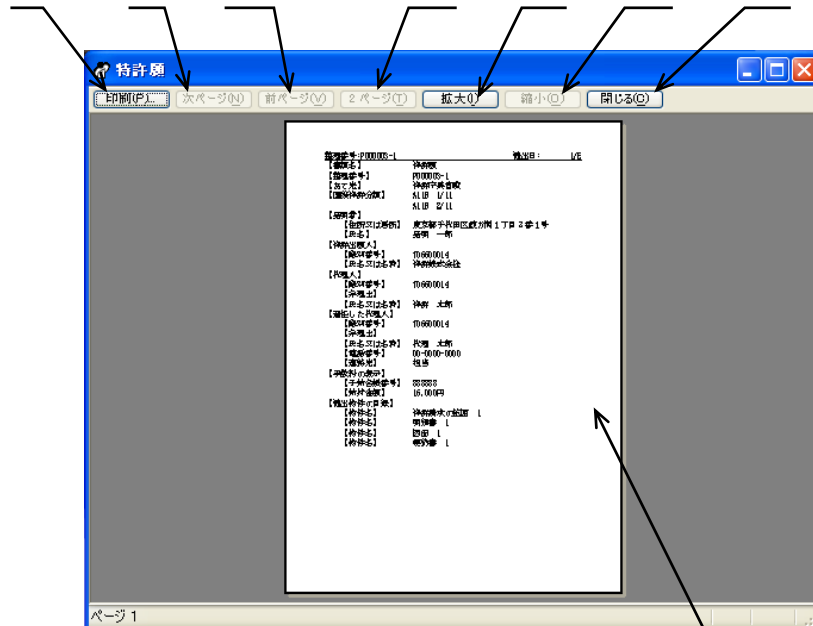 特許願
印刷(P)... 次ページ(N) 前ページ(V) 2 ページ(T) 拡大(I) 縮小(O) 閉じる(C)
整理番号:P000003-1 提出日: 1/E
【書類名】 特許願
【整理番号】 P000003-1
【あて先】 特許庁長官殿
【国際特許分類】 A11B 1/11
A11B 2/11
【発明者】
【住所又は居所】 東京都千代田区霞が関1丁目2番1号
【氏名】 発明 一郎
【特許出願人】
【識別番号】
【氏名又は名称】 特許株式会社
【代理人】
【識別番号】
【弁理士】
【氏名又は名称】 特許 太郎
【選任した代理人】
【識別番号】
【弁理士】
【氏名又は名称】 代理 太郎
【電話番号】 00-0000-0000
【連絡先】 担当
【手数料の表示】
【予納台帳番号】
【納付金額】 16,000円
【提出物件の目録】
【物件名】 特許請求の範囲 1
【物件名】 明細書 1
【物件名】 図面 1
【物件名】 要約書 1
ページ 1